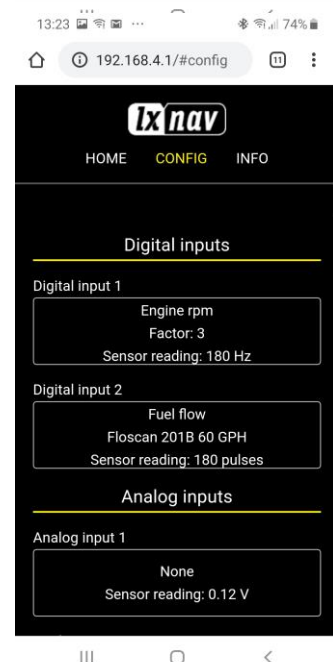 13:23 74%
192.168.4.1/#config 11
lx nav
HOME CONFIG INFO
Digital inputs
Digital input 1
Engine rpm
Factor: 3
Sensor reading: 180 Hz
Digital input 2
Fuel flow
Floscan 201B 60 GPH
Sensor reading: 180 pulses
Analog inputs
Analog input 1
None
Sensor reading: 0.12 V